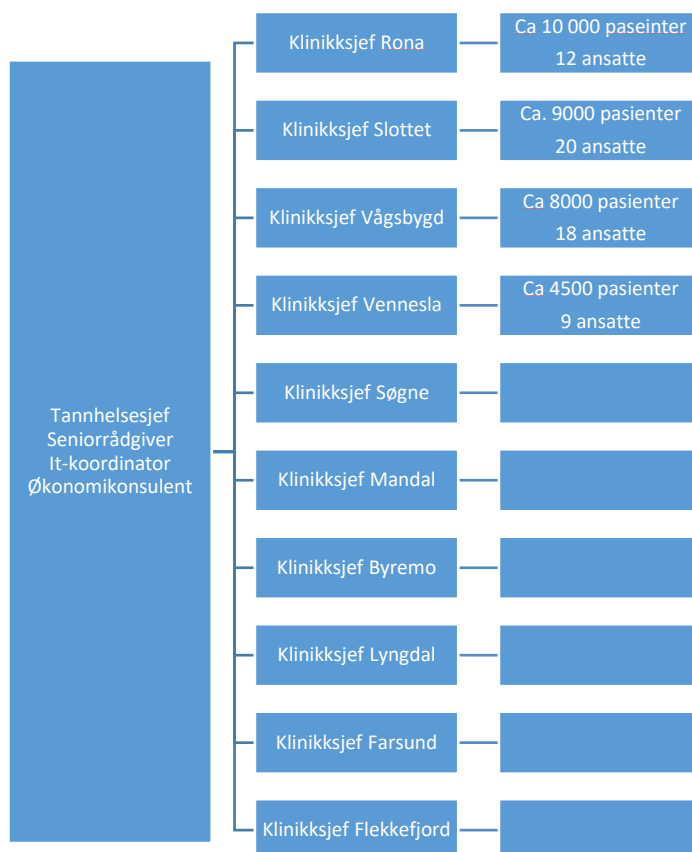 Tannhelsesjef
Seniorrådgiver
It-koordinator
Økonomikonsulent
Klinikksjef Rona
Ca 10 000 paseinter
12 ansatte
Klinikksjef Slottet
Ca. 9000 pasienter
20 ansatte
Klinikksjef Vågsbygd
Ca 8000 pasienter
18 ansatte
Klinikksjef Vennesla
Ca 4500 pasienter
9 ansatte
Klinikksjef Søgne
Klinikksjef Mandal
Klinikksjef Byremo
Klinikksjef Lyngdal
Klinikksjef Farsund
Klinikksjef Flekkefjord